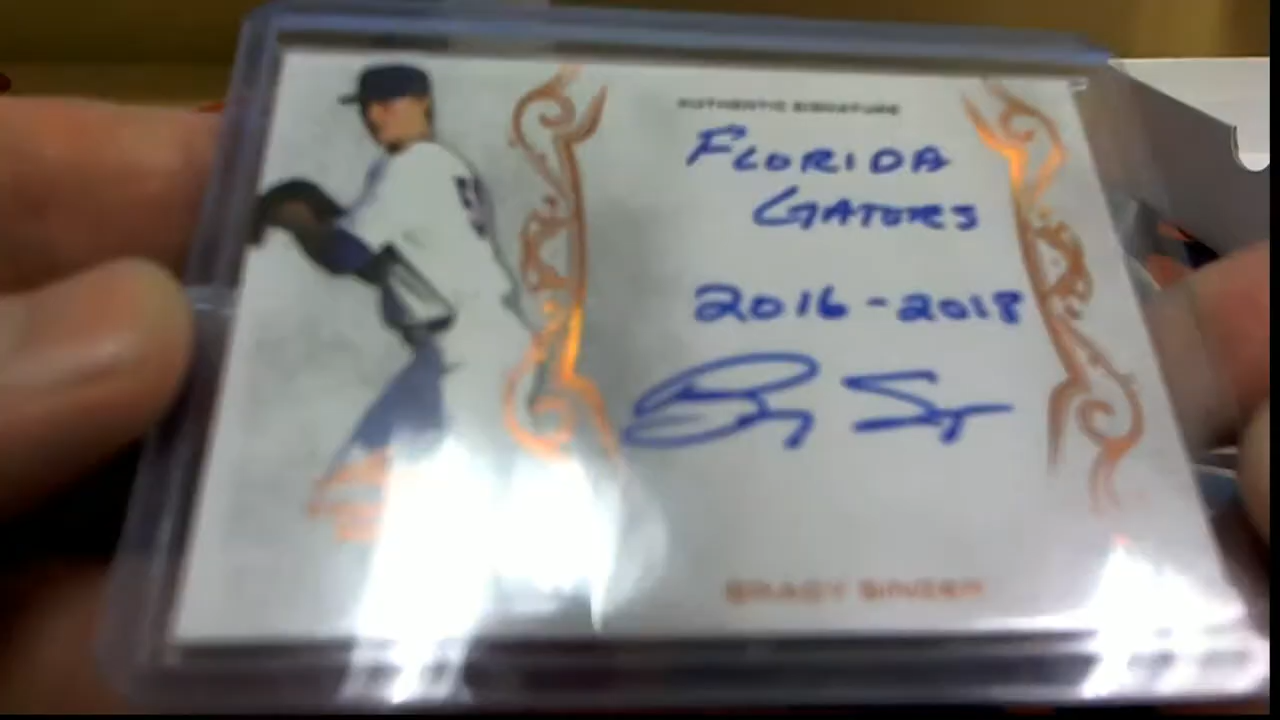 AUTHENTIC SIGNATURE
FLORIDA
GATORS
2016-2018
BRADY SINGER